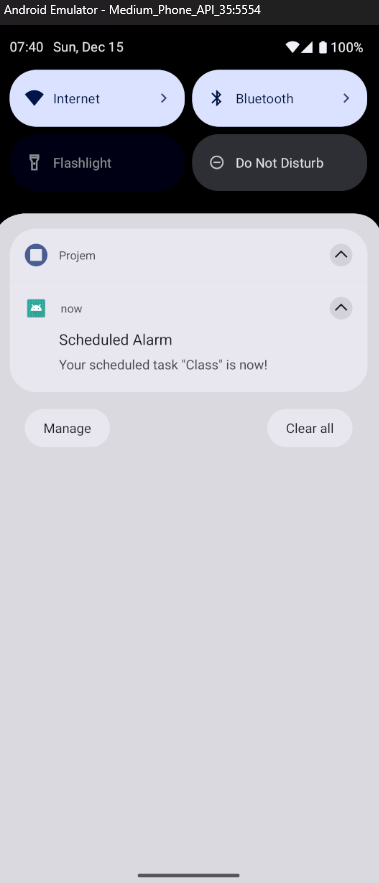 Android Emulator - Medium_Phone_API_35:5554
07:40 Sun, Dec 15 100%
Internet Bluetooth
Flashlight Do Not Disturb
Projem
now
Scheduled Alarm
Your scheduled task "Class" is now!
Manage Clear all